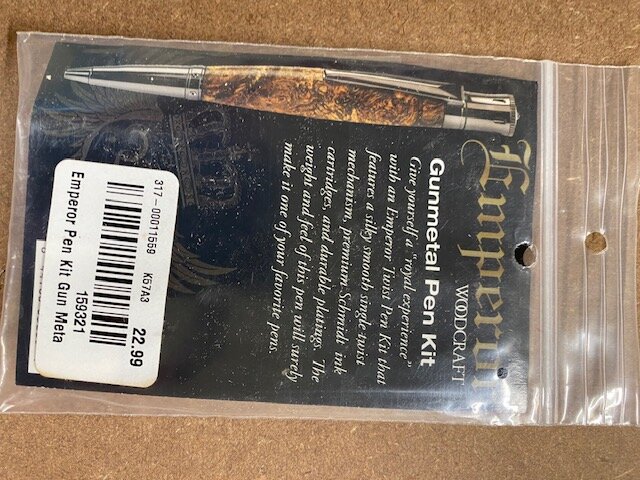 Emperor
WOODCRAFT
Gunmetal Pen Kit
Give yourself a "royal experience"
with an Emperor Twist Pen Kit that
features a silky smooth single twist
mechanism, premium Schmidt ink
cartridges, and durable platings. The
weight and feel of this pen will surely
make it one of your favorite pens.
317-00011559 K57A3
22.99
159321
Emperor Pen Kit Gun Meta